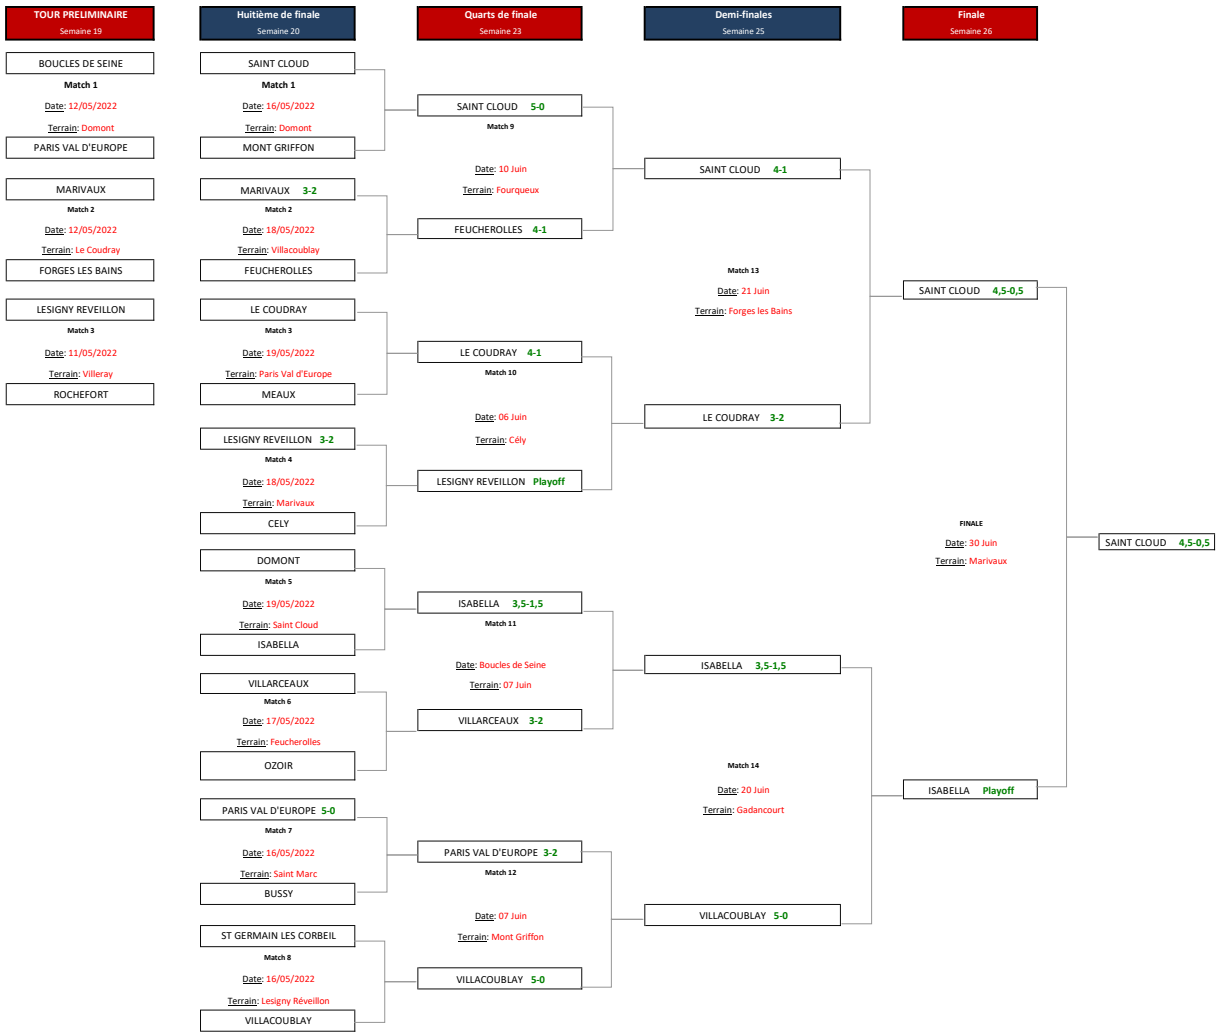 TOUR PRELIMINAIRE
Semaine 19
BOUCLES DE SEINE
Match 1
Date: 12/05/2022
Terrain: Domont
PARIS VAL D'EUROPE
MARIVAUX
Match 2
Date: 12/05/2022
Terrain: Le Coudray
FORGES LES BAINS
LESIGNY REVEILLON
Match 3
Date: 11/05/2022
Terrain: Villeray
ROCHEFORT
Huitième de finale
Semaine 20
SAINT CLOUD
Match 1
Date: 16/05/2022
Terrain: Domont
MONT GRIFFON
MARIVAUX 3-2
Match 2
Date: 18/05/2022
Terrain: Villacoublay
FEUCHEROLLES
LE COUDRAY
Match 3
Date: 19/05/2022
Terrain: Paris Val d'Europe
MEAUX
LESIGNY REVEILLON 3-2
Match 4
Date: 18/05/2022
Terrain: Marivaux
CELY
DOMONT
Match 5
Date: 19/05/2022
Terrain: Saint Cloud
ISABELLA
VILLARCEAUX
Match 6
Date: 17/05/2022
Terrain: Feucherolles
OZOIR
PARIS VAL D'EUROPE 5-0
Match 7
Date: 16/05/2022
Terrain: Saint Marc
BUSSY
ST GERMAIN LES CORBEIL
Match 8
Date: 16/05/2022
Terrain: Lesigny Réveillon
VILLACOUBLAY
Quarts de finale
Semaine 23
SAINT CLOUD 5-0
Match 9
Date: 10 Juin
Terrain: Fourqueux
FEUCHEROLLES 4-1
LE COUDRAY 4-1
Match 10
Date: 06 Juin
Terrain: Cély
LESIGNY REVEILLON Playoff
ISABELLA 3,5-1,5
Match 11
Date: Boucles de Seine
Terrain: 07 Juin
VILLARCEAUX 3-2
PARIS VAL D'EUROPE 3-2
Match 12
Date: 07 Juin
Terrain: Mont Griffon
VILLACOUBLAY 5-0
Demi-finales
Semaine 25
SAINT CLOUD 4-1
Match 13
Date: 21 Juin
Terrain: Forges les Bains
LE COUDRAY 3-2
ISABELLA 3,5-1,5
Match 14
Date: 20 Juin
Terrain: Gadancourt
VILLACOUBLAY 5-0
Finale
Semaine 26
SAINT CLOUD 4,5-0,5
FINALE
Date: 30 Juin
Terrain: Marivaux
ISABELLA Playoff
SAINT CLOUD 4,5-0,5